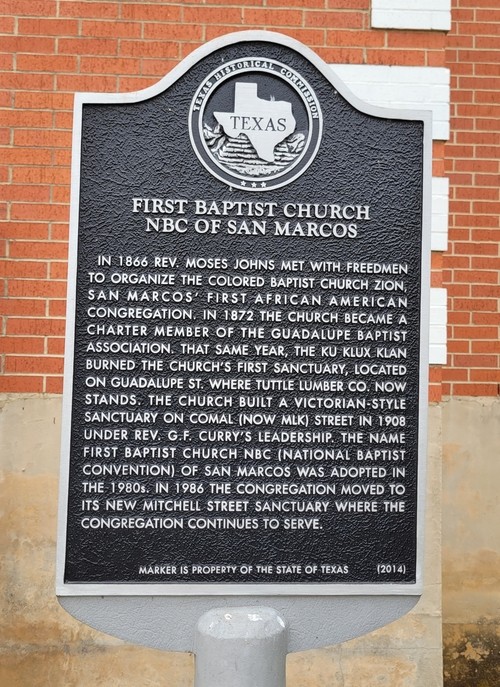 TEXAS HISTORICAL COMMISSION
TEXAS
FIRST BAPTIST CHURCH
NBC OF SAN MARCOS
IN 1866 REV. MOSES JOHNS MET WITH FREEDMEN
TO ORGANIZE THE COLORED BAPTIST CHURCH ZION,
SAN MARCOS' FIRST AFRICAN AMERICAN
CONGREGATION. IN 1872 THE CHURCH BECAME A
CHARTER MEMBER OF THE GUADALUPE BAPTIST
ASSOCIATION. THAT SAME YEAR, THE KU KLUX KLAN
BURNED THE CHURCH'S FIRST SANCTUARY, LOCATED
ON GUADALUPE ST. WHERE TUTTLE LUMBER CO. NOW
STANDS. THE CHURCH BUILT A VICTORIAN-STYLE
SANCTUARY ON COMAL (NOW MLK) STREET IN 1908
UNDER REV. G.F. CURRY'S LEADERSHIP. THE NAME
FIRST BAPTIST CHURCH NBC (NATIONAL BAPTIST
CONVENTION) OF SAN MARCOS WAS ADOPTED IN
THE 1980s. IN 1986 THE CONGREGATION MOVED TO
ITS NEW MITCHELL STREET SANCTUARY WHERE THE
CONGREGATION CONTINUES TO SERVE.
MARKER IS PROPERTY OF THE STATE OF TEXAS (2014)